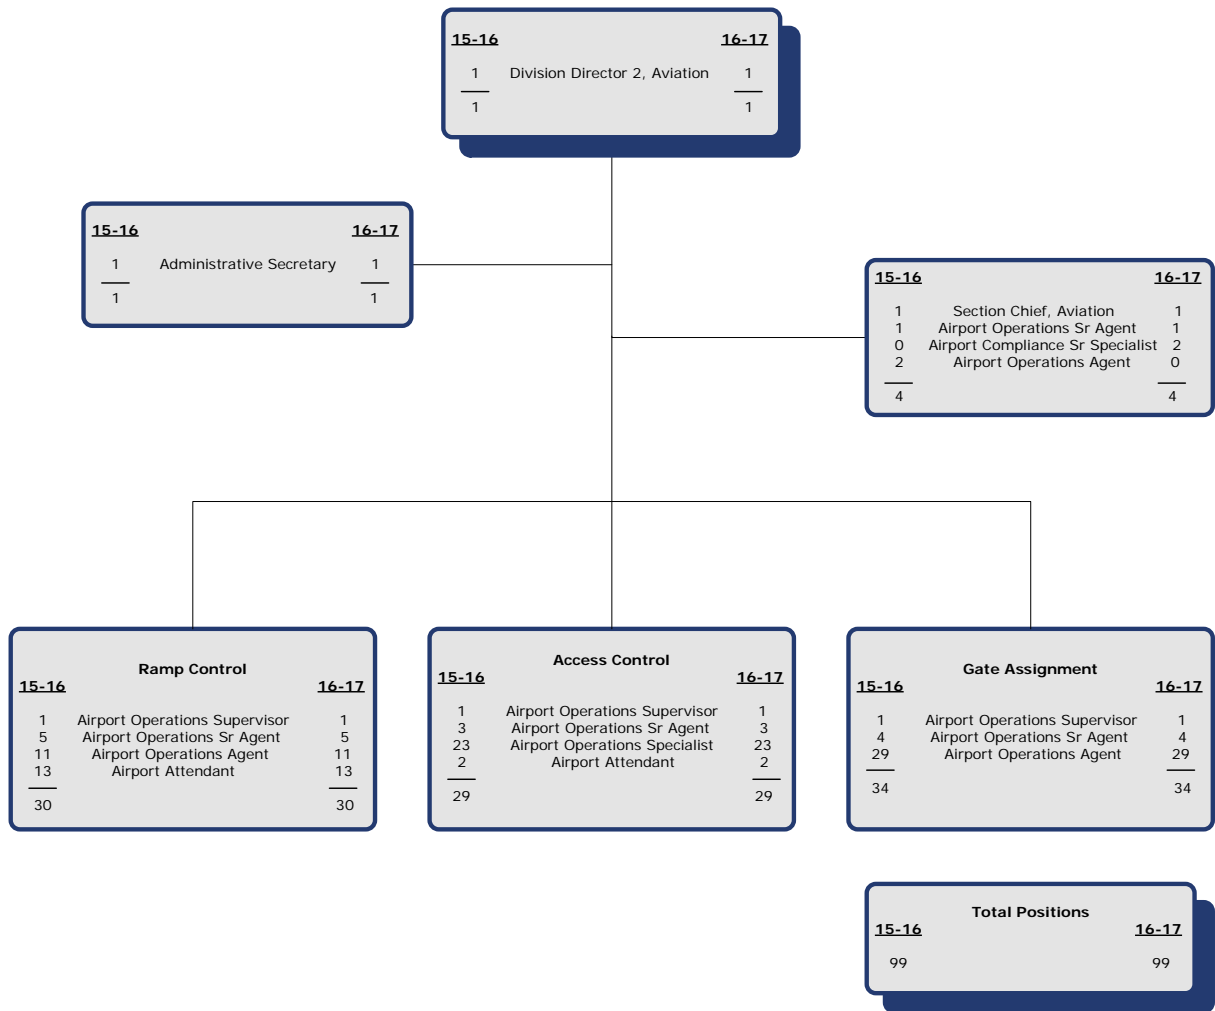 15-16 16-17
1 Division Director 2, Aviation 1
1 1
15-16 16-17
1 Administrative Secretary 1
1 1
15-16 16-17
1 Section Chief, Aviation 1
1 Airport Operations Sr Agent 1
0 Airport Compliance Sr Specialist 2
2 Airport Operations Agent 0
4 4
Ramp Control
15-16 16-17
1 Airport Operations Supervisor 1
5 Airport Operations Sr Agent 5
11 Airport Operations Agent 11
13 Airport Attendant 13
30 30
Access Control
15-16 16-17
1 Airport Operations Supervisor 1
3 Airport Operations Sr Agent 3
23 Airport Operations Specialist 23
2 Airport Attendant 2
29 29
Gate Assignment
15-16 16-17
1 Airport Operations Supervisor 1
4 Airport Operations Sr Agent 4
29 Airport Operations Agent 29
34 34
Total Positions
15-16 16-17
99 99